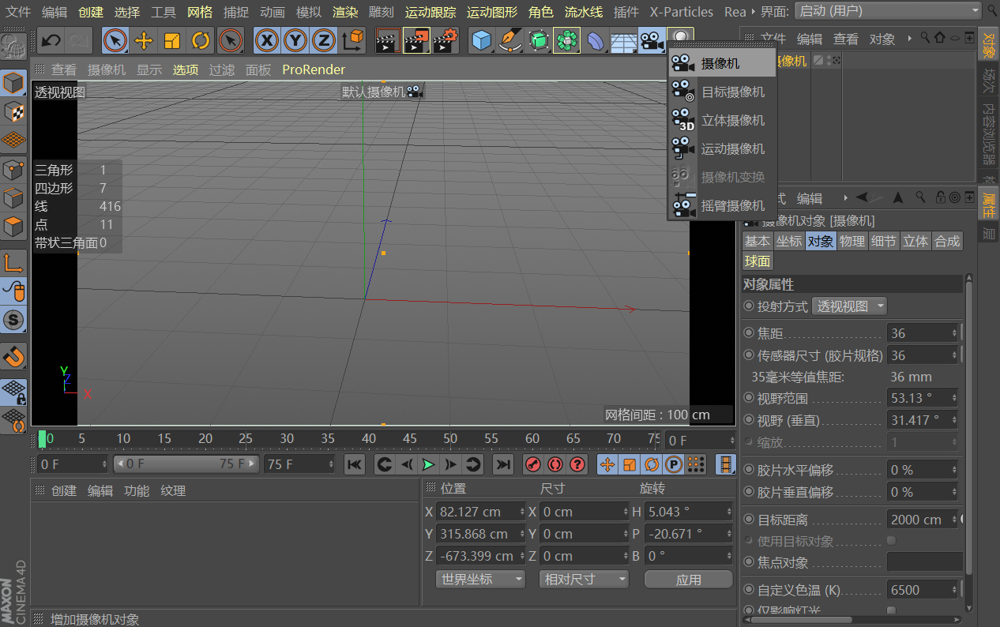 文件 编辑 创建 选择 工具 网格 捕捉 动画 模拟 渲染 雕刻 运动跟踪 运动图形 角色 流水线 插件 X-Particles Rea 界面: 启动 (用户)
文件 编辑 查看 对象
摄像机
对象
场次
内容浏览器
查看 摄像机 显示 选项 过滤 面板 ProRender
透视视图
默认摄像机
三角形 1
四边形 7
线 416
点 11
带状三角面 0
Y
Z
X
网格间距 : 100 cm
摄像机
目标摄像机
3D 立体摄像机
运动摄像机
摄像机变换
摇臂摄像机
式 编辑
属性
层
摄像机对象 [摄像机]
基本 坐标 对象 物理 细节 立体 合成
球面
对象属性
投射方式 透视视图
焦距 36
传感器尺寸 (胶片规格) 36
35毫米等值焦距: 36 mm
视野范围 53.13 °
视野 (垂直) 31.417 °
缩放 1
胶片水平偏移 0 %
胶片垂直偏移 0 %
目标距离 2000 cm
使用目标对象
焦点对象
自定义色温 (K) 6500
仅影响灯光
0 5 10 15 20 25 30 35 40 45 50 55 60 65 70 75 0 F
0 F 0 F 75 F 75 F
创建 编辑 功能 纹理
位置 尺寸 旋转
X 82.127 cm X 0 cm H 5.043 °
Y 315.868 cm Y 0 cm P -20.671 °
Z -673.399 cm Z 0 cm B 0 °
世界坐标 相对尺寸 应用
MAXON
CINEMA 4D
增加摄像机对象